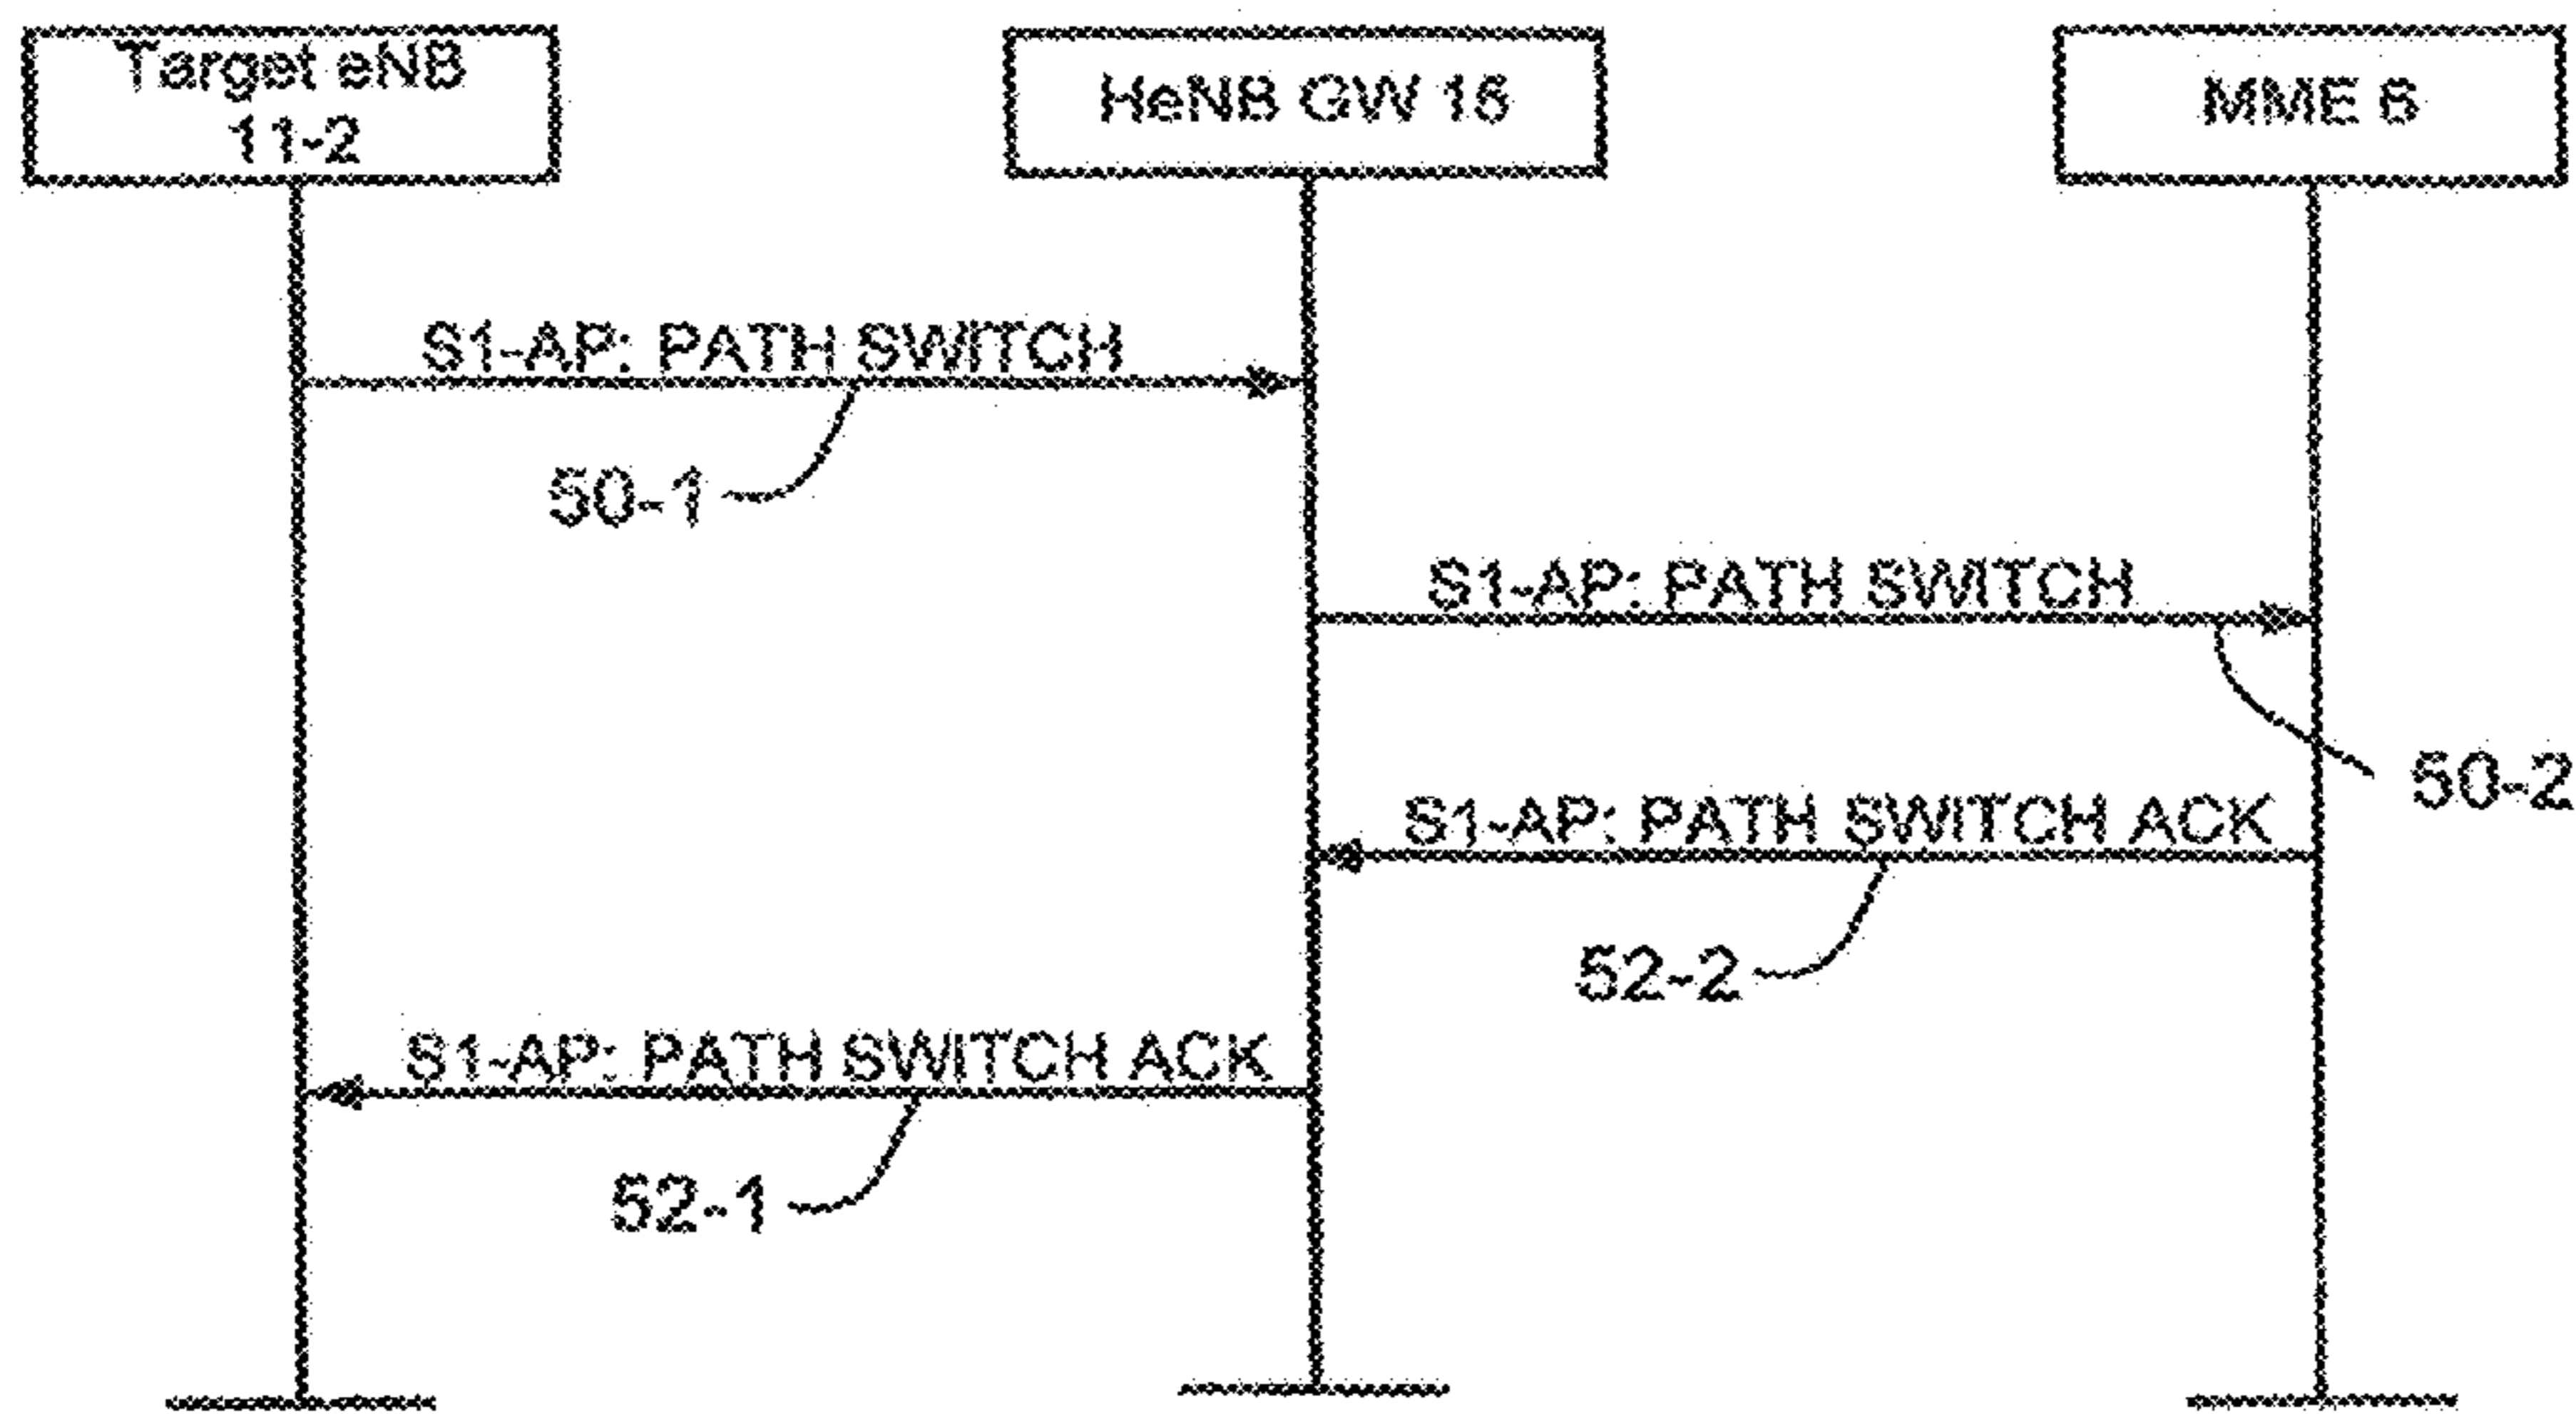 Target eNB
11-2
HeNB GW 16
MME 6
S1-AP: PATH SWITCH
50-1
S1-AP: PATH SWITCH
50-2
S1-AP: PATH SWITCH ACK
52-2
S1-AP: PATH SWITCH ACK
52-1